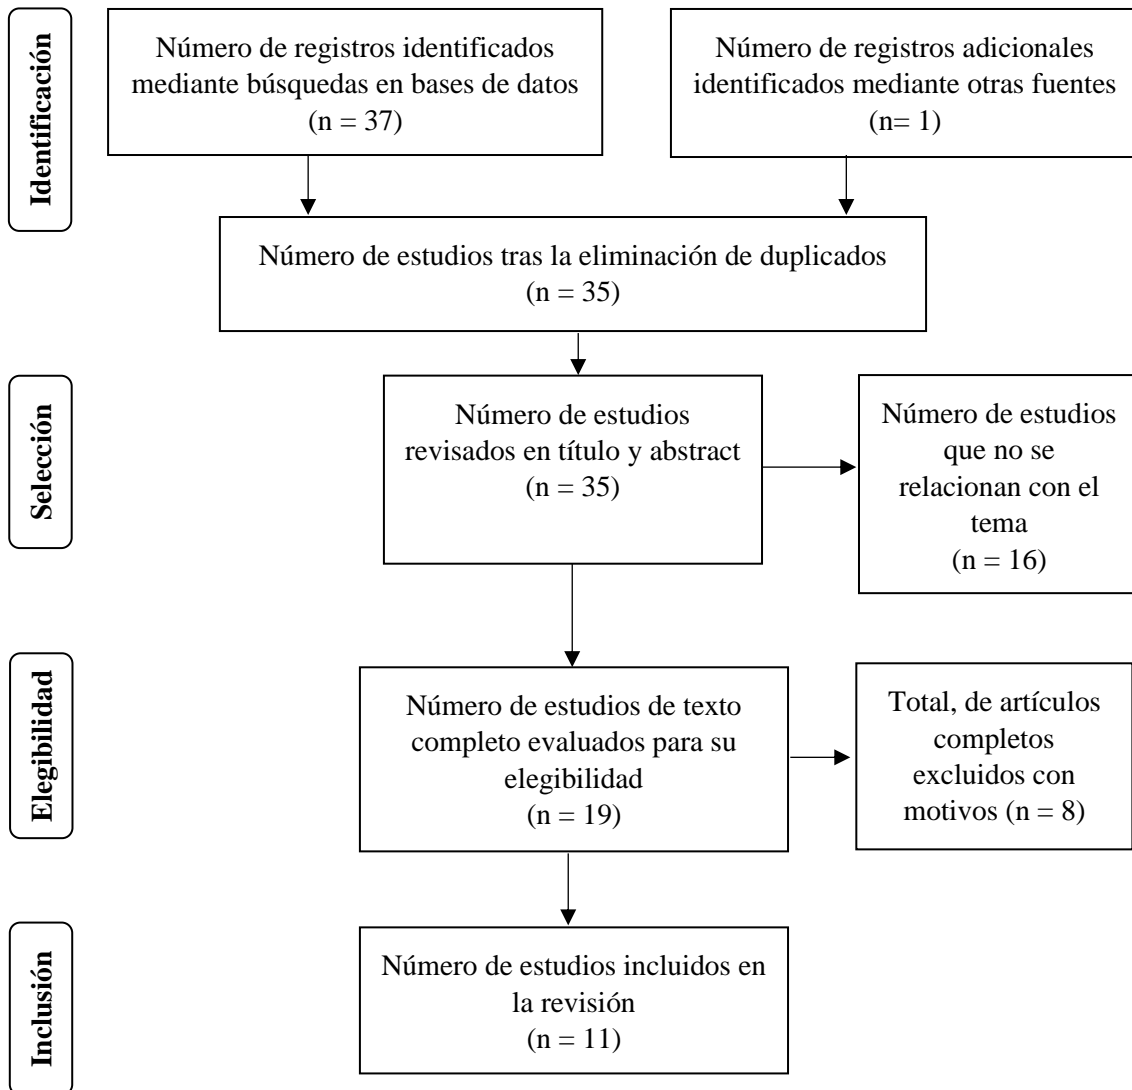 Identificación
Número de registros identificados
mediante búsquedas en bases de datos
(n = 37)
Número de registros adicionales
identificados mediante otras fuentes
(n= 1)
Número de estudios tras la eliminación de duplicados
(n = 35)
Selección
Número de estudios
revisados en título y abstract
(n = 35)
Número de estudios
que no se
relacionan con el
tema
(n = 16)
Elegibilidad
Número de estudios de texto
completo evaluados para su
elegibilidad
(n = 19)
Total, de artículos
completos
excluidos con
motivos (n = 8)
Inclusión
Número de estudios incluidos en
la revisión
(n = 11)